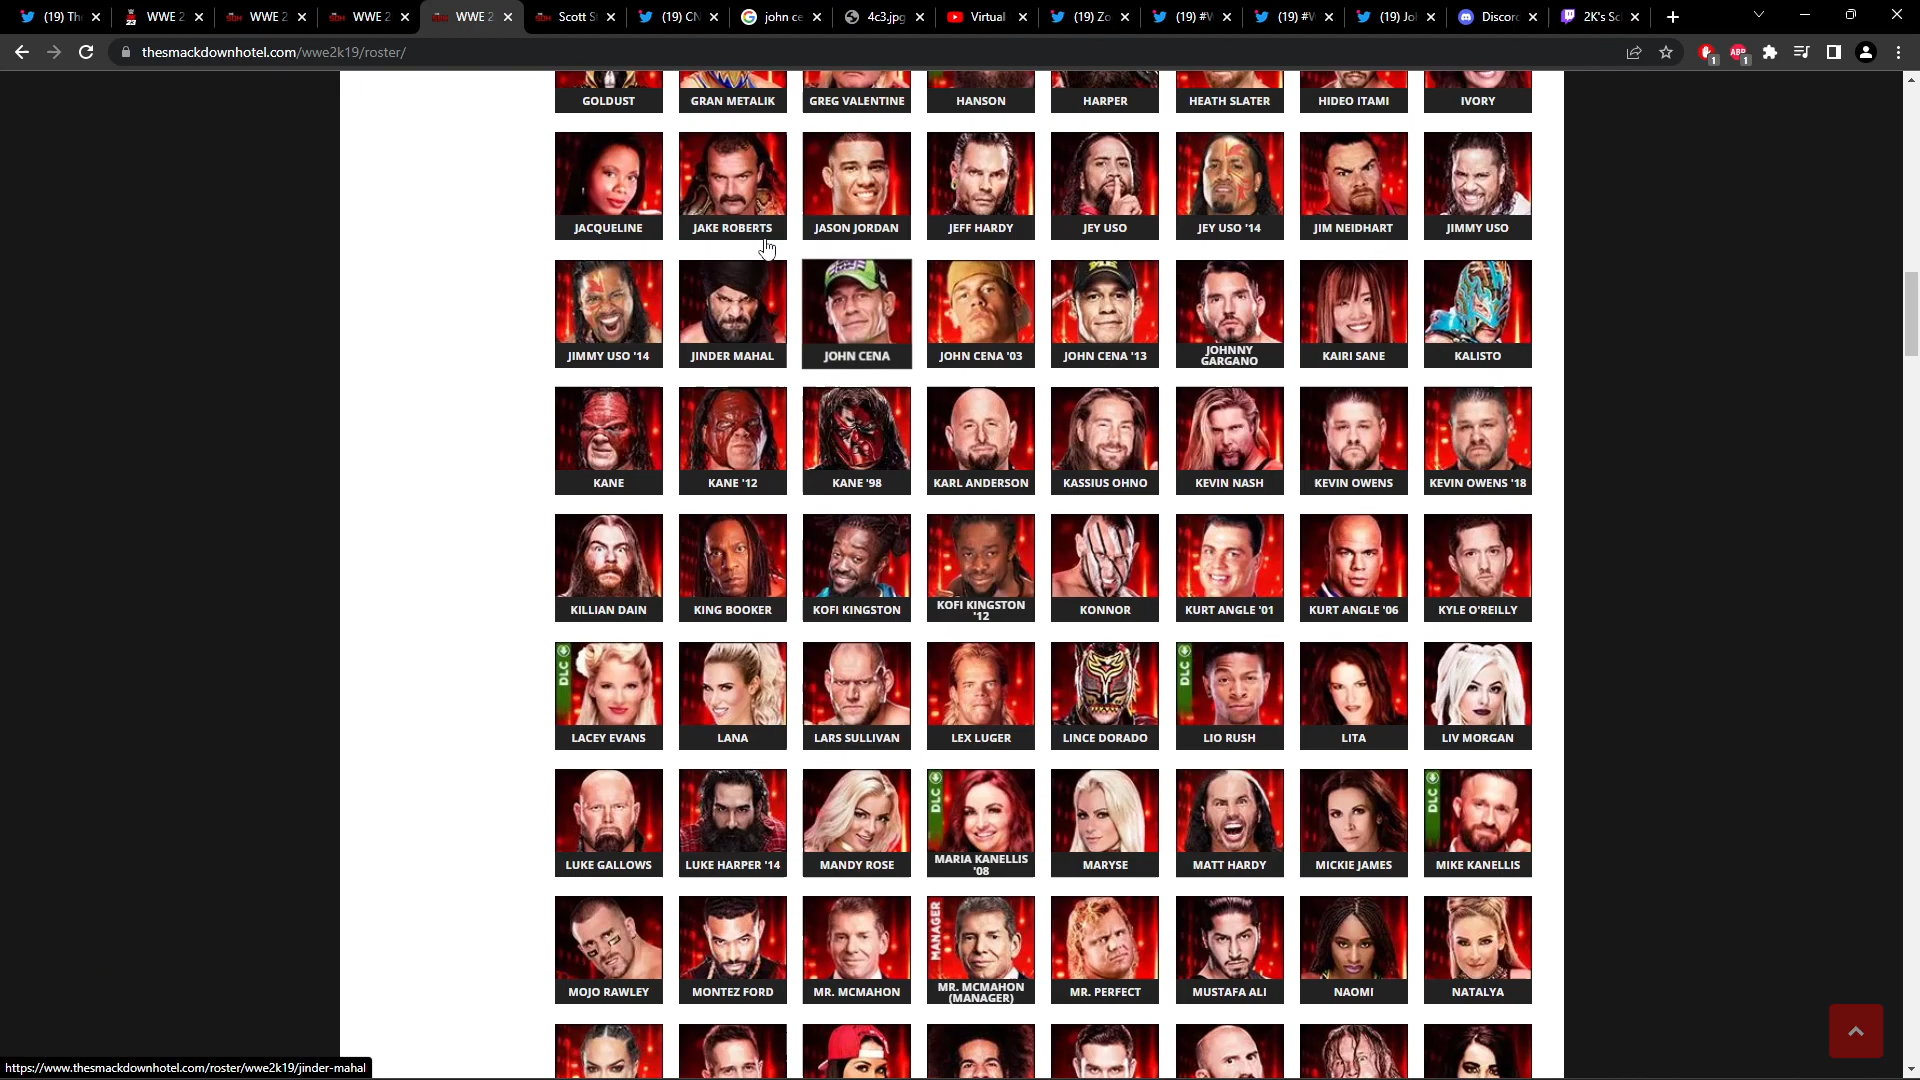 (19) Th
WWE 2
WWE 2
WWE 2
WWE 2
Scott S
(19) CN
john ce
4c3.jpg
Virtual
(19) Zo
(19) #W
(19) #W
(19) Jol
Discord
2K's Sc
thesmackdownhotel.com/wwe2k19/roster/
GOLDUST
GRAN METALIK
GREG VALENTINE
HANSON
HARPER
HEATH SLATER
HIDEO ITAMI
IVORY
JACQUELINE
JAKE ROBERTS
JASON JORDAN
JEFF HARDY
JEY USO
JEY USO '14
JIM NEIDHART
JIMMY USO
JIMMY USO '14
JINDER MAHAL
JOHN CENA
JOHN CENA '03
JOHN CENA '13
JOHNNY
GARGANO
KAIRI SANE
KALISTO
KANE
KANE '12
KANE '98
KARL ANDERSON
KASSIUS OHNO
KEVIN NASH
KEVIN OWENS
KEVIN OWENS '18
KILLIAN DAIN
KING BOOKER
KOFI KINGSTON
KOFI KINGSTON
'12
KONNOR
KURT ANGLE '01
KURT ANGLE '06
KYLE O'REILLY
DLC
LACEY EVANS
LANA
LARS SULLIVAN
LEX LUGER
LINCE DORADO
DLC
LIO RUSH
LITA
LIV MORGAN
LUKE GALLOWS
LUKE HARPER '14
MANDY ROSE
DLC
MARIA KANELLIS
'08
MARYSE
MATT HARDY
MICKIE JAMES
DLC
MIKE KANELLIS
MOJO RAWLEY
MONTEZ FORD
MR. MCMAHON
MANAGER
MR. MCMAHON
(MANAGER)
MR. PERFECT
MUSTAFA ALI
NAOMI
NATALYA
https://www.thesmackdownhotel.com/roster/wwe2k19/jinder-mahal